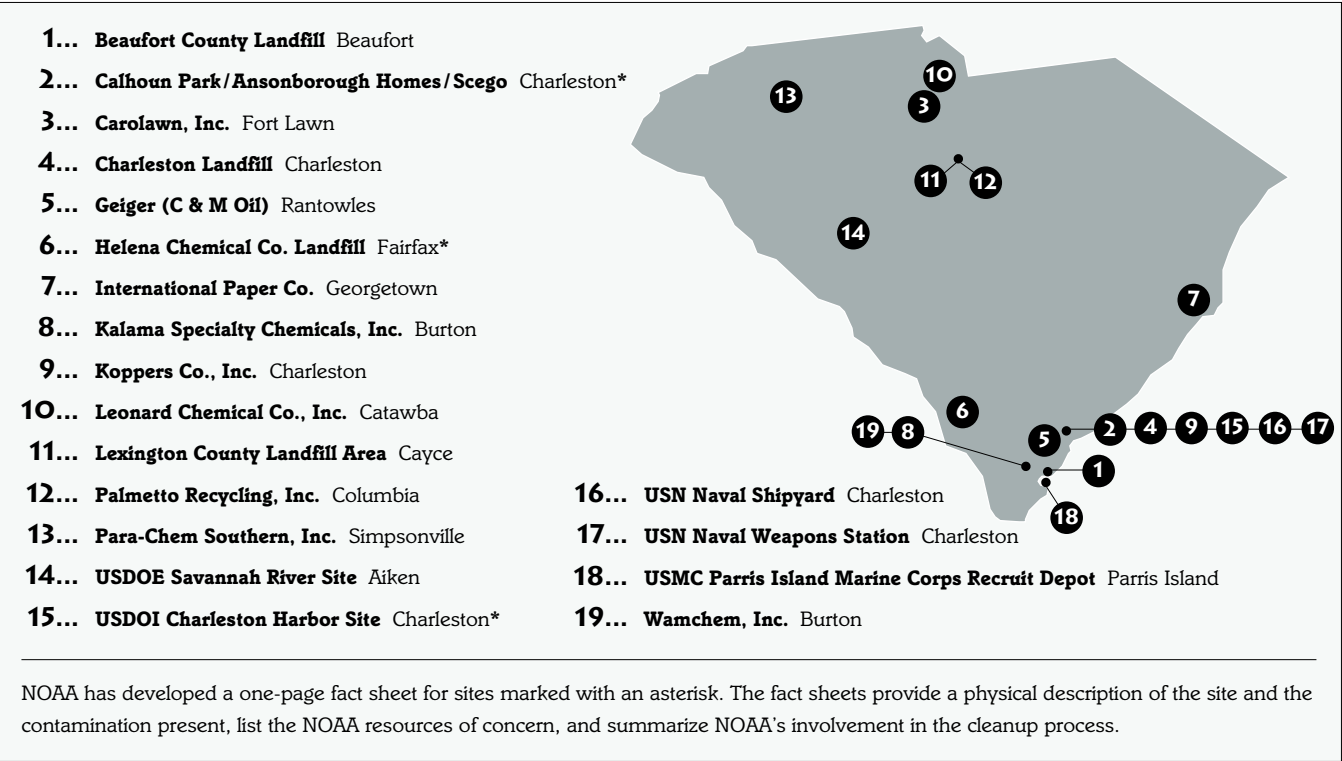 1... Beaufort County Landfill Beaufort
2... Calhoun Park/Ansonborough Homes/Scego Charleston*
3... Carolawn, Inc. Fort Lawn
4... Charleston Landfill Charleston
5... Geiger (C & M Oil) Rantowles
6... Helena Chemical Co. Landfill Fairfax*
7... International Paper Co. Georgetown
8... Kalama Specialty Chemicals, Inc. Burton
9... Koppers Co., Inc. Charleston
10... Leonard Chemical Co., Inc. Catawba
11... Lexington County Landfill Area Cayce
12... Palmetto Recycling, Inc. Columbia
13... Para-Chem Southern, Inc. Simpsonville
14... USDOE Savannah River Site Aiken
15... USDOI Charleston Harbor Site Charleston*
16... USN Naval Shipyard Charleston
17... USN Naval Weapons Station Charleston
18... USMC Parris Island Marine Corps Recruit Depot Parris Island
19... Wamchem, Inc. Burton
10
13
3
11 12
14
7
6
19 8
5
2 4 9 15 16 17
1
18
NOAA has developed a one-page fact sheet for sites marked with an asterisk. The fact sheets provide a physical description of the site and the
contamination present, list the NOAA resources of concern, and summarize NOAA's involvement in the cleanup process.